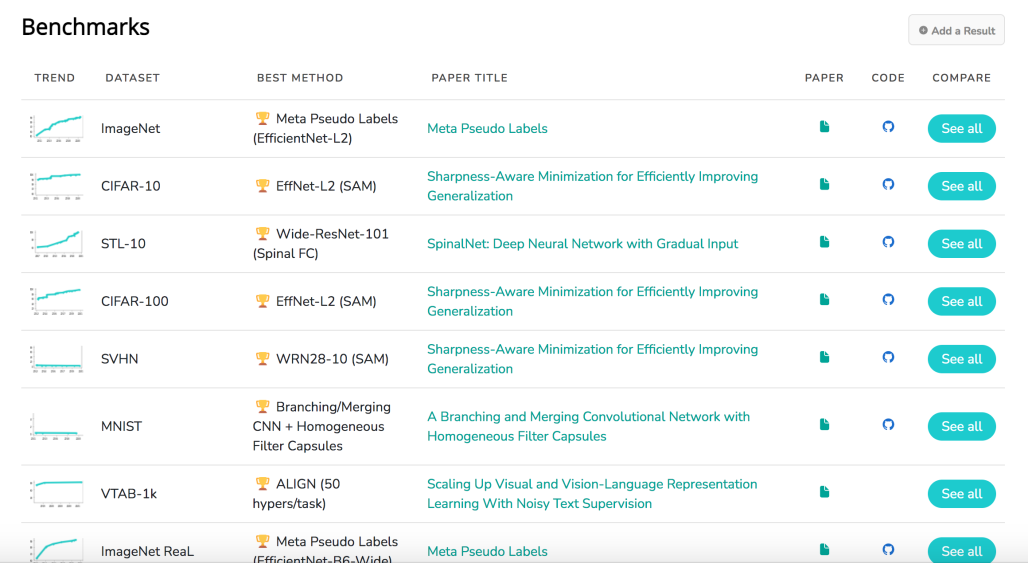 Benchmarks
Add a Result
TREND DATASET BEST METHOD PAPER TITLE PAPER CODE COMPARE
ImageNet
Meta Pseudo Labels
(EfficientNet-L2)
Meta Pseudo Labels
See all
CIFAR-10
EffNet-L2 (SAM)
Sharpness-Aware Minimization for Efficiently Improving
Generalization
See all
STL-10
Wide-ResNet-101
(Spinal FC)
SpinalNet: Deep Neural Network with Gradual Input
See all
CIFAR-100
EffNet-L2 (SAM)
Sharpness-Aware Minimization for Efficiently Improving
Generalization
See all
SVHN
WRN28-10 (SAM)
Sharpness-Aware Minimization for Efficiently Improving
Generalization
See all
MNIST
Branching/Merging
CNN + Homogeneous
Filter Capsules
A Branching and Merging Convolutional Network with
Homogeneous Filter Capsules
See all
VTAB-1k
ALIGN (50
hypers/task)
Scaling Up Visual and Vision-Language Representation
Learning With Noisy Text Supervision
See all
ImageNet ReaL
Meta Pseudo Labels
(EfficientNet-B6-Wide)
Meta Pseudo Labels
See all